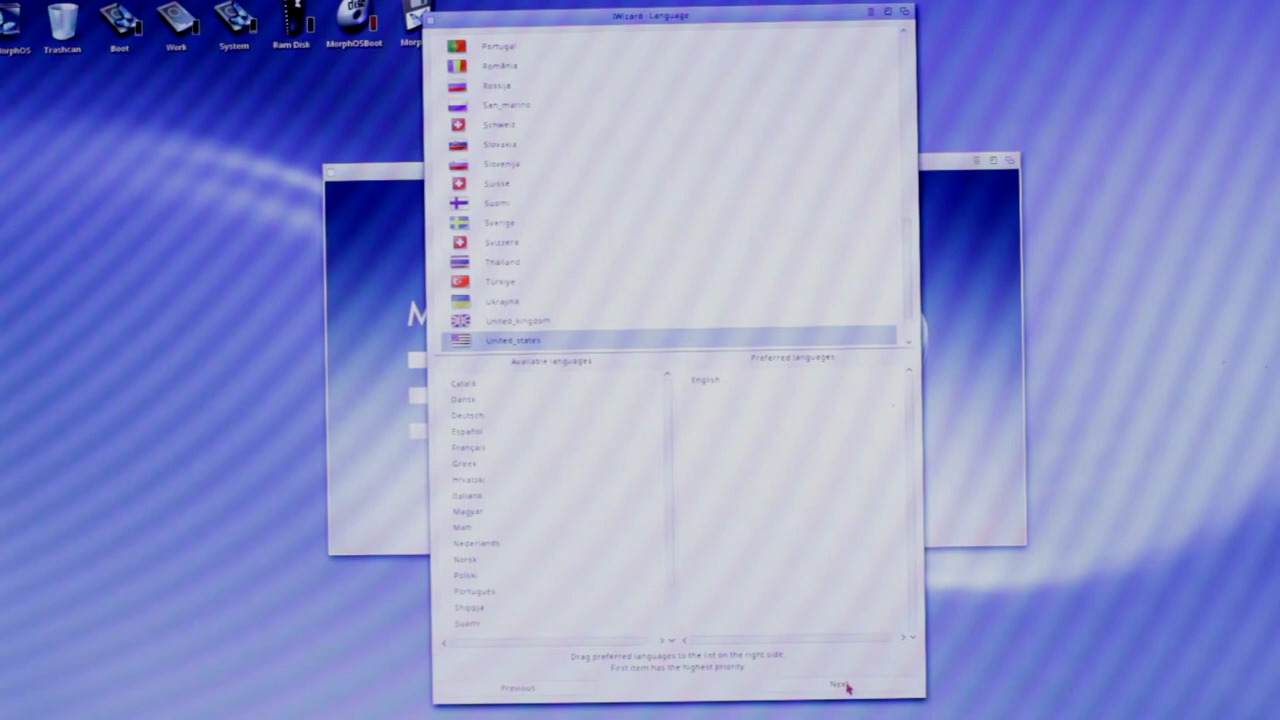 MorphOS
Trashcan
Boot
Work
System
Ram Disk
MorphOSBoot
Morp
IWizard : Language
Portugal
România
Rossija
San_marino
Schweiz
Slovakia
Slovenija
Suisse
Suomi
Sverige
Svizzera
Thailand
Türkiye
Ukrajina
United_kingdom
United_states
M
Available languages
Preferred languages
Català
Dansk
Deutsch
Español
Français
Greek
Hrvatski
Italiano
Magyar
Malti
Nederlands
Norsk
Polski
Português
Shqipja
Suomi
English
Drag preferred languages to the list on the right side.
First item has the highest priority.
Previous
Next